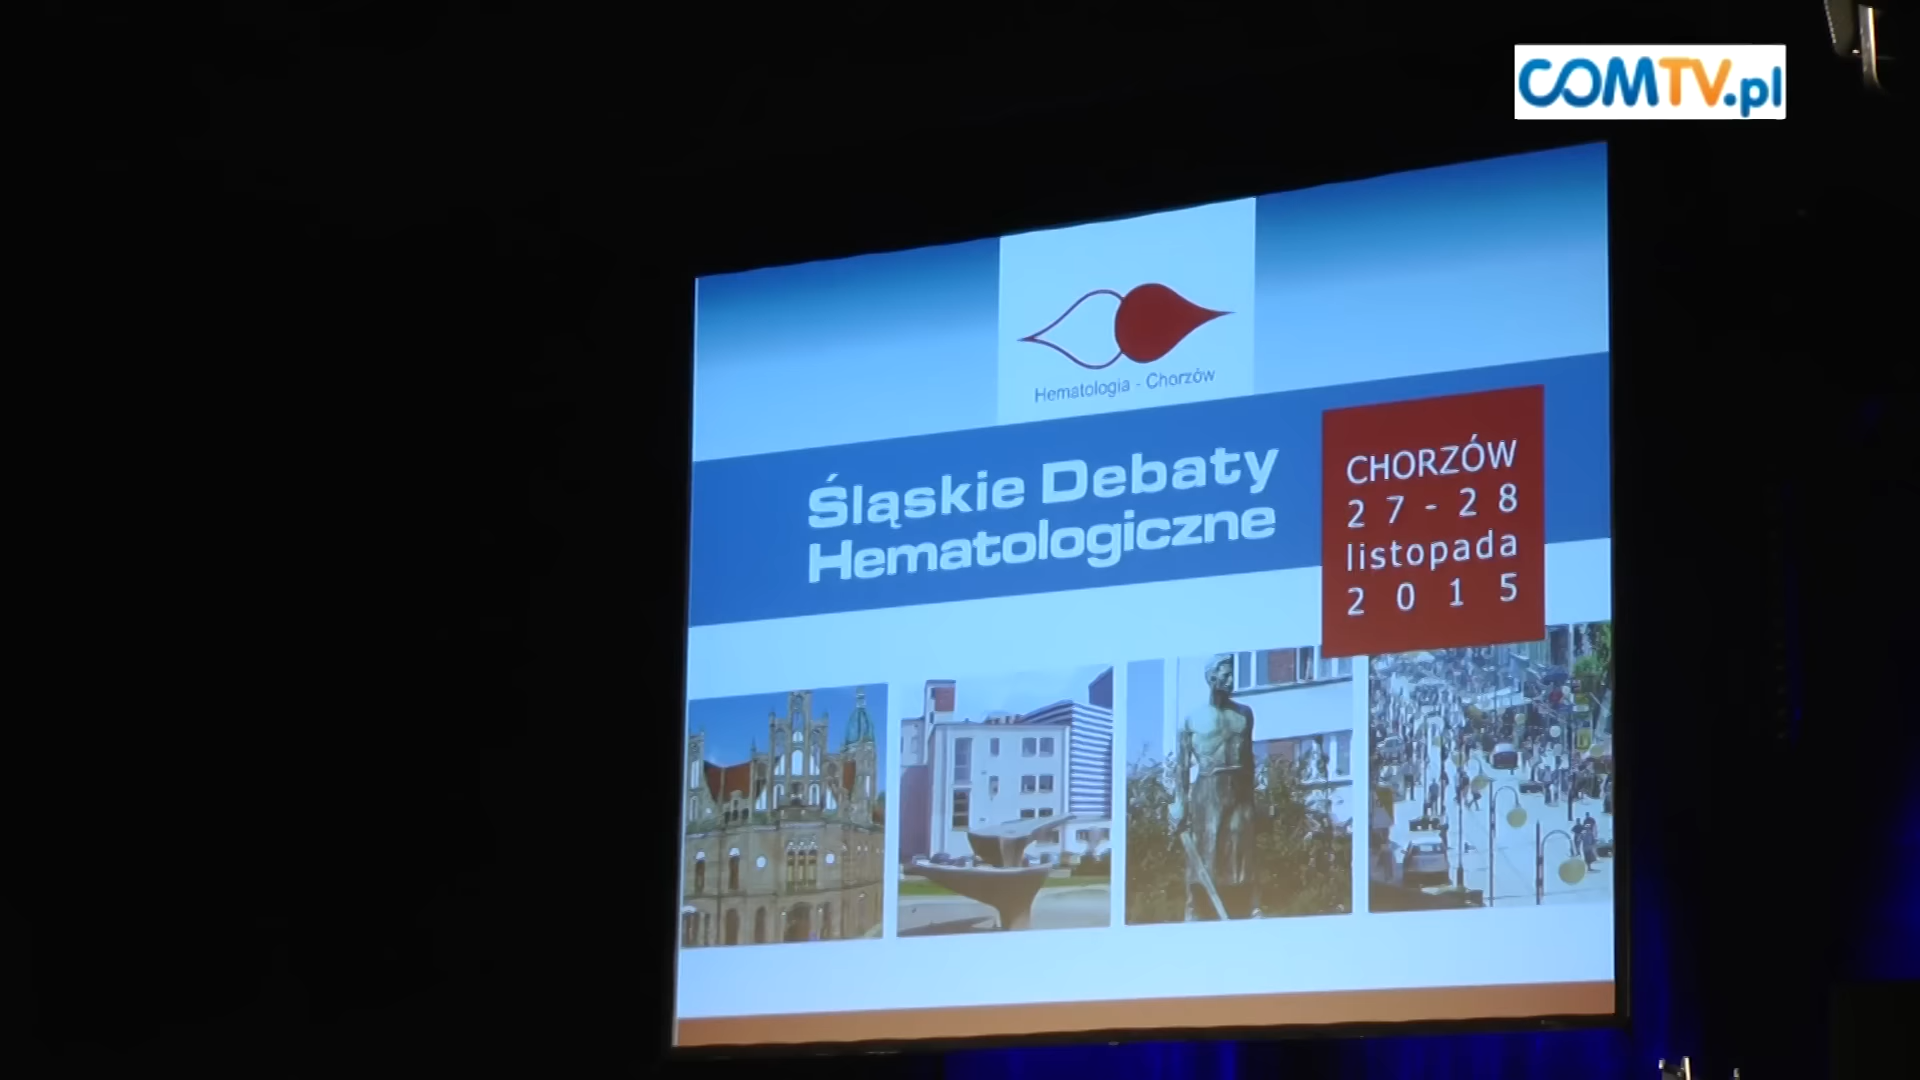 COMTV.pl
Hematologia - Chorzów
Śląskie Debaty
Hematologiczne
CHORZÓW
27-28
listopada
2015